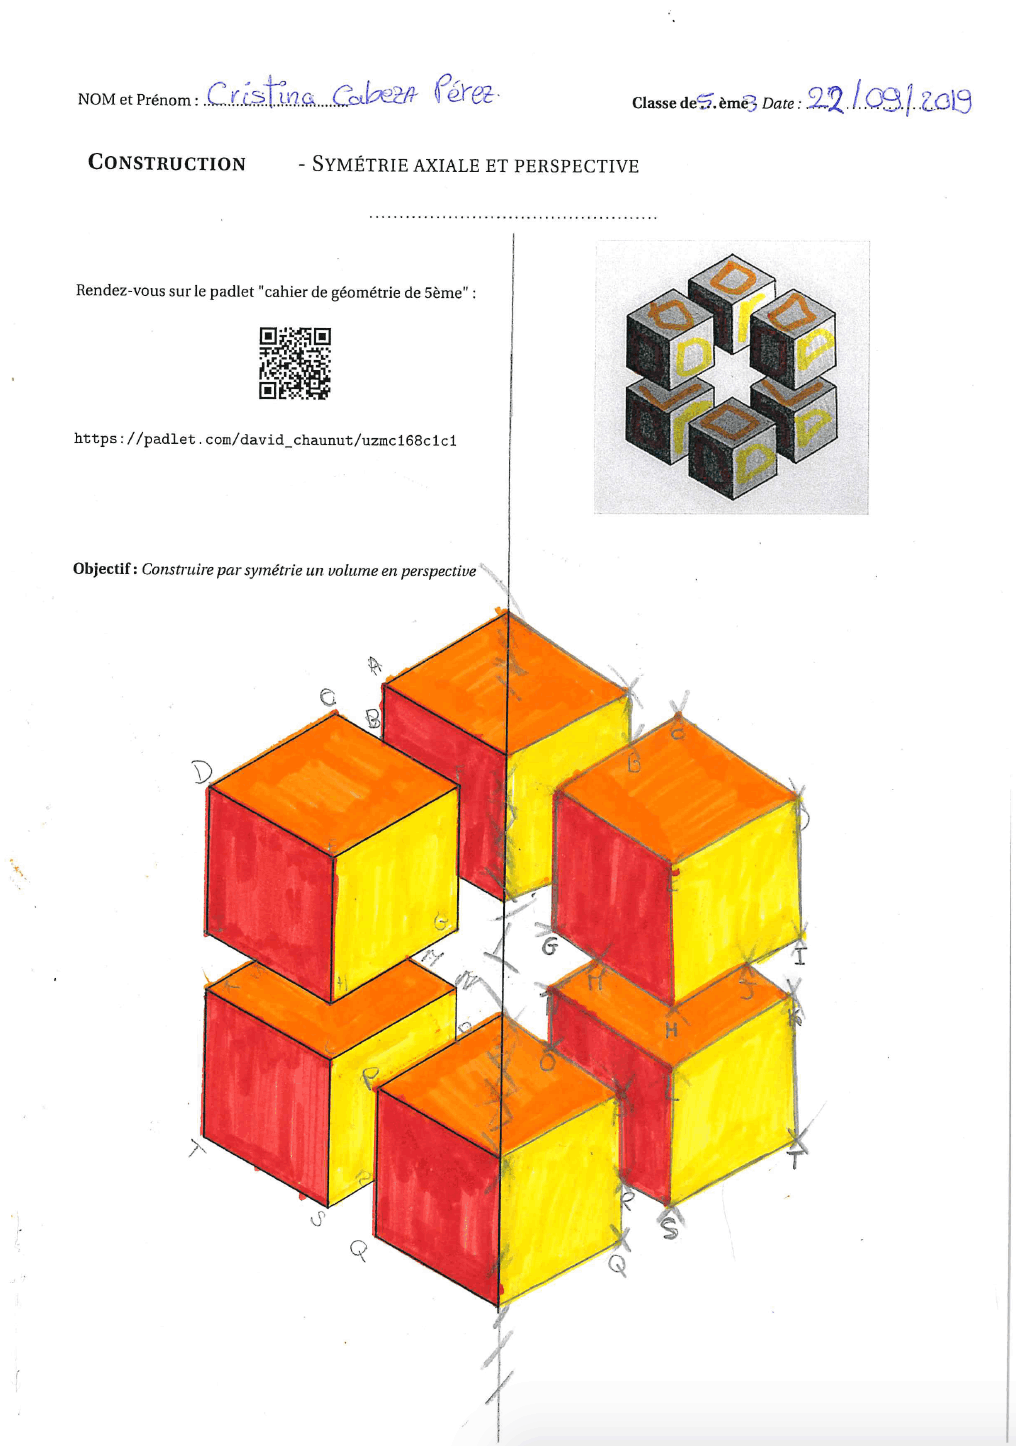 NOM et Prénom : Cristina Cabeza Pérez. Classe de 5.ème3 Date : 22/09/2019
CONSTRUCTION - SYMÉTRIE AXIALE ET PERSPECTIVE
Rendez-vous sur le padlet "cahier de géométrie de 5ème" :
https://padlet.com/david_chaunut/uzmc168c1c1
Objectif : Construire par symétrie un volume en perspective
A
C
B
D
B
E
G
G
I
M
H
H
J
K
N
K
H
O
P
L
T
T
R
R
S
S
Q
Q